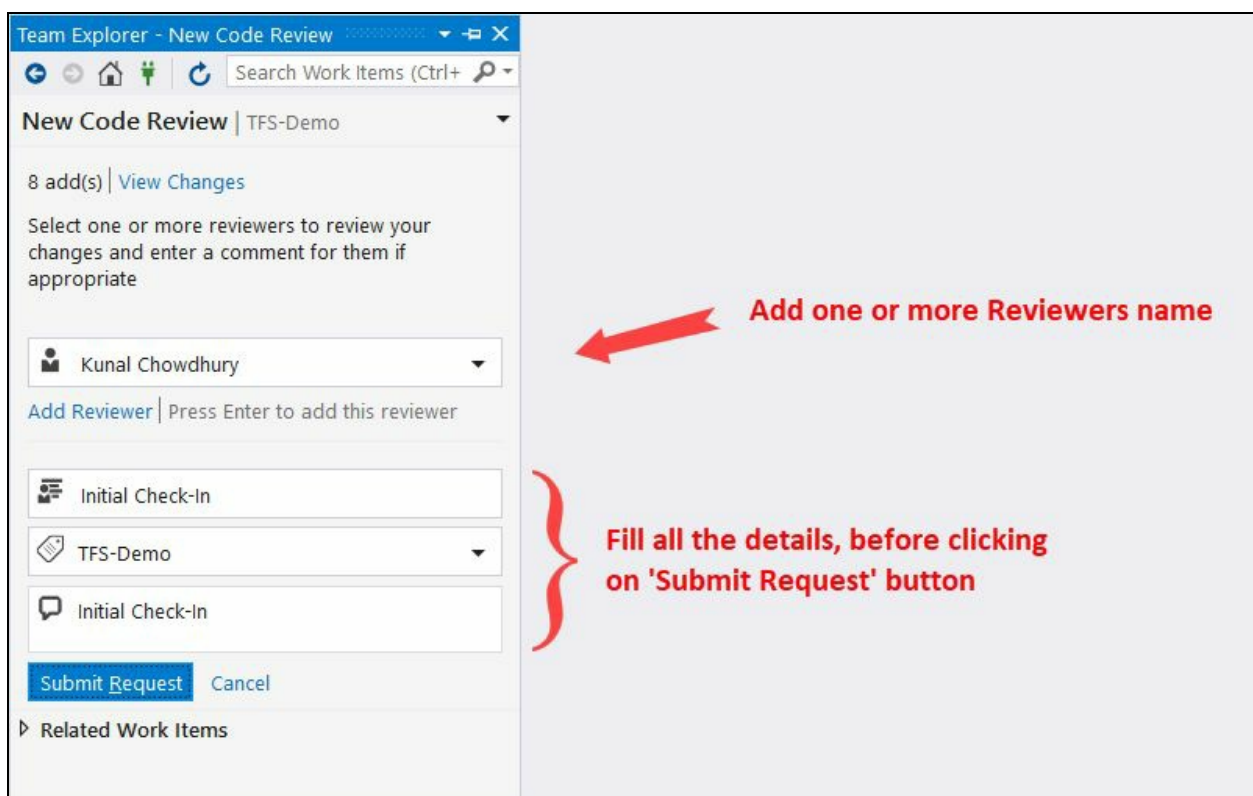 Team Explorer - New Code Review
Search Work Items (Ctrl+
New Code Review | TFS-Demo
8 add(s) | View Changes
Select one or more reviewers to review your
changes and enter a comment for them if
appropriate
Add one or more Reviewers name
Kunal Chowdhury
Add Reviewer | Press Enter to add this reviewer
Initial Check-In
TFS-Demo
Initial Check-In
Fill all the details, before clicking
on 'Submit Request' button
Submit Request Cancel
Related Work Items